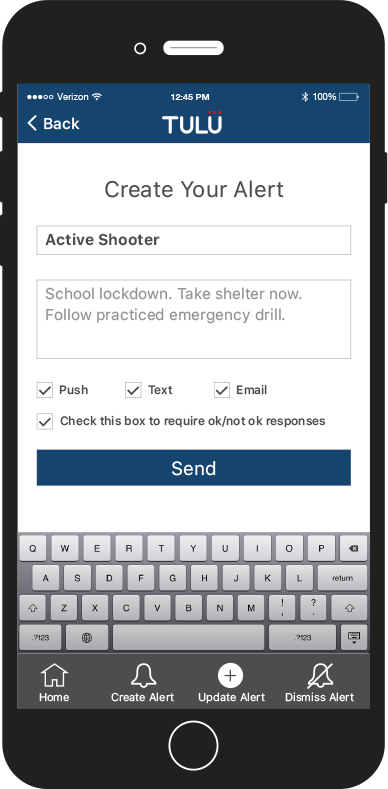 Verizon 12:45 PM 100%
Back TULU
Create Your Alert
Active Shooter
School lockdown. Take shelter now.
Follow practiced emergency drill.
Push Text Email
Check this box to require ok/not ok responses
Send
Q W E R T Y U I O P
A S D F G H J K L return
Z X C V B N M ! , ? .
.?123 .?123
Home Create Alert Update Alert Dismiss Alert